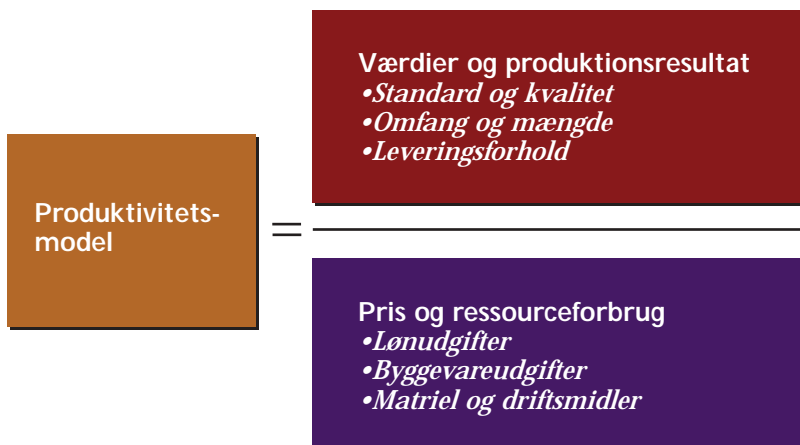 Produktivitets-
model
=
Værdier og produktionsresultat
•Standard og kvalitet
•Omfang og mængde
•Leveringsforhold
Pris og ressourceforbrug
•Lønudgifter
•Byggevareudgifter
•Matriel og driftsmidler